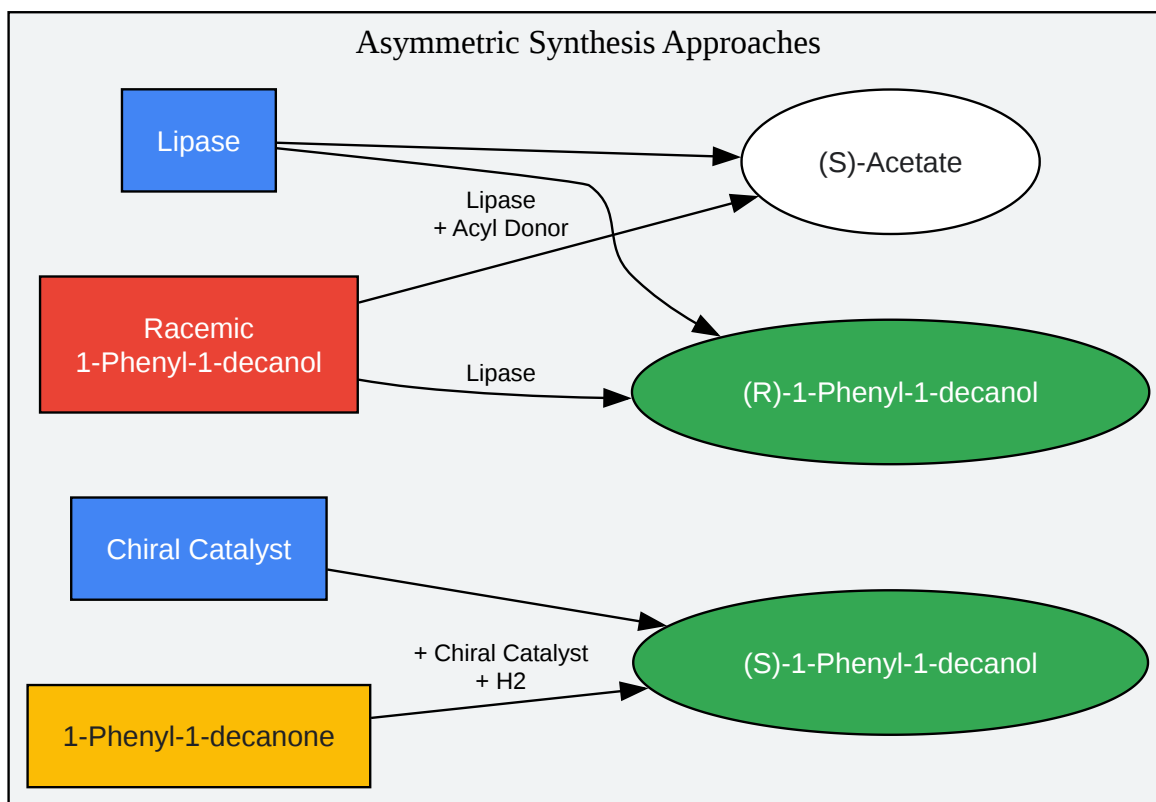 Asymmetric Synthesis Approaches
Lipase
(S)-Acetate
Lipase
+ Acyl Donor
Racemic
1-Phenyl-1-decanol
Lipase
(R)-1-Phenyl-1-decanol
Chiral Catalyst
+ Chiral Catalyst
+ H2
(S)-1-Phenyl-1-decanol
1-Phenyl-1-decanone